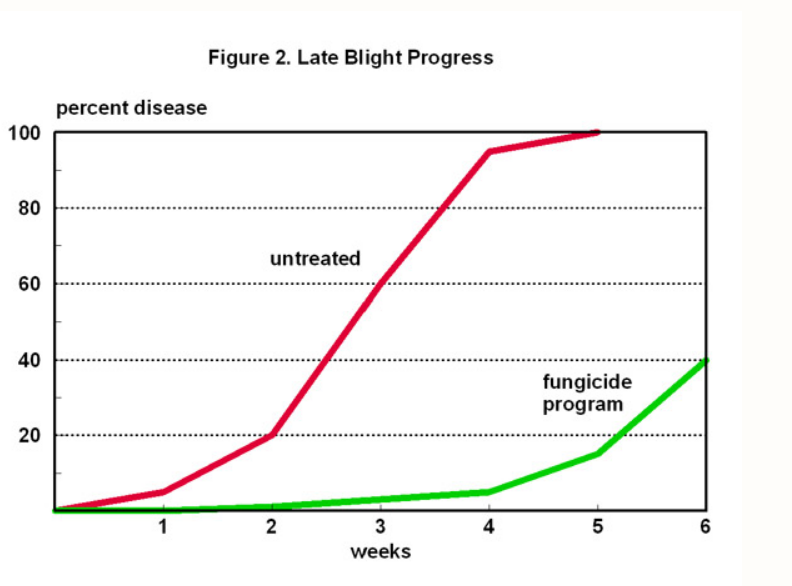 Figure 2. Late Blight Progress
percent disease
100
80
untreated
60
40
fungicide
program
20
1 2 3 4 5 6
weeks